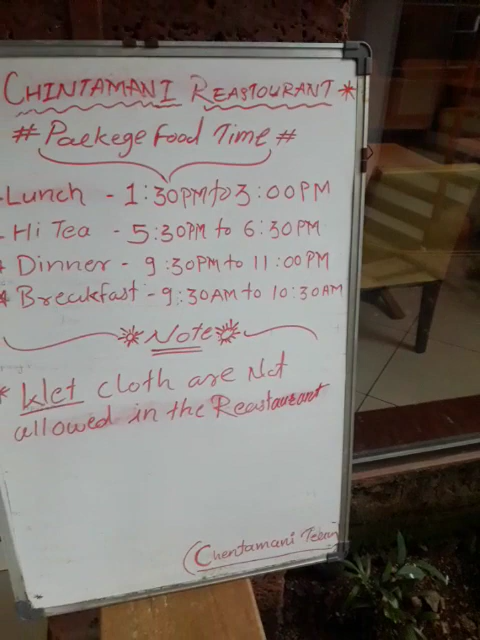 CHINTAMANI REASTOURANT *
# Packege Food Time #
- Lunch - 1:30PM to 3:00PM
- Hi Tea - 5:30PM to 6:30PM
* Dinner - 9:30PM to 11:00PM
* Breakfast - 9:30AM to 10:30AM
NOTE
* Wet cloth are Not
allowed in the Reastaurant
(Chentamani